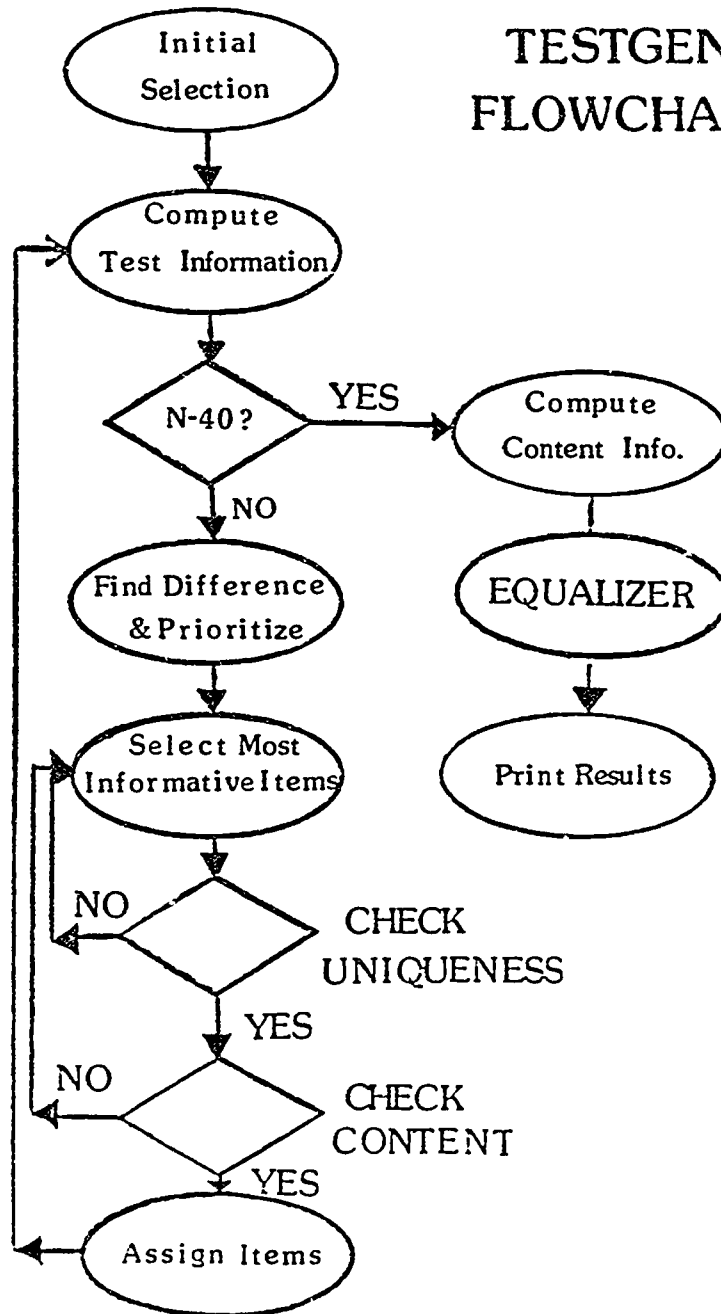 TESTGEN
FLOWCHA
Initial
Selection
Compute
Test Information
N-40?
YES
NO
Compute
Content Info.
Find Difference
& Prioritize
EQUALIZER
Select Most
Informative Items
Print Results
NO
CHECK
UNIQUENESS
YES
NO
CHECK
CONTENT
YES
Assign Items